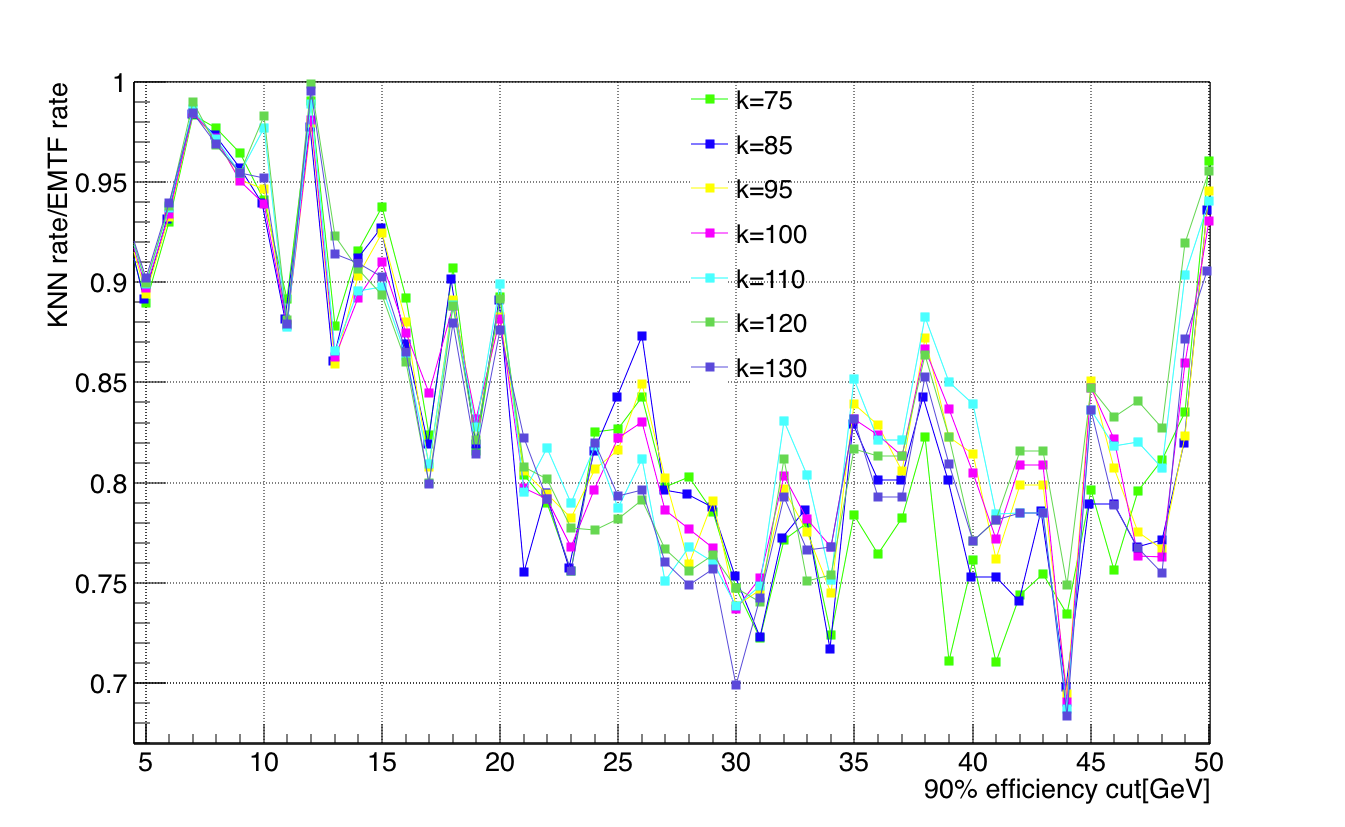 KNN rate/EMTF rate
1
0.95
0.9
0.85
0.8
0.75
0.7
k=75
k=85
k=95
k=100
k=110
k=120
k=130
5 10 15 20 25 30 35 40 45 50
90% efficiency cut[GeV]